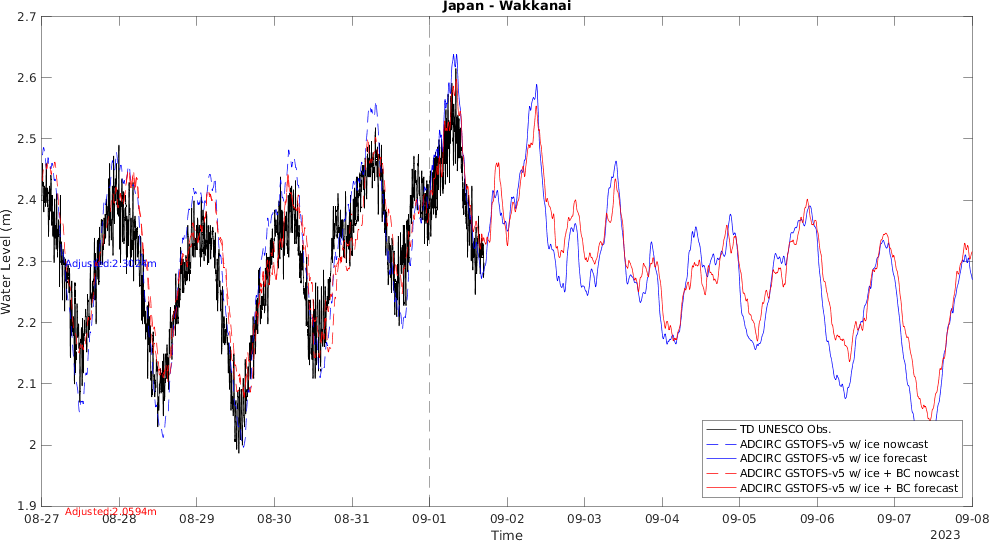 Japan - Wakkanai
2.7
2.6
2.5
2.4
2.3
2.2
2.1
2
1.9
Water Level (m)
Adjusted:2.3028m
Adjusted:2.0594m
TD UNESCO Obs.
ADCIRC GSTOFS-v5 w/ ice nowcast
ADCIRC GSTOFS-v5 w/ ice forecast
ADCIRC GSTOFS-v5 w/ ice + BC nowcast
ADCIRC GSTOFS-v5 w/ ice + BC forecast
08-27 08-28 08-29 08-30 08-31 09-01 09-02 09-03 09-04 09-05 09-06 09-07 09-08
Time
2023